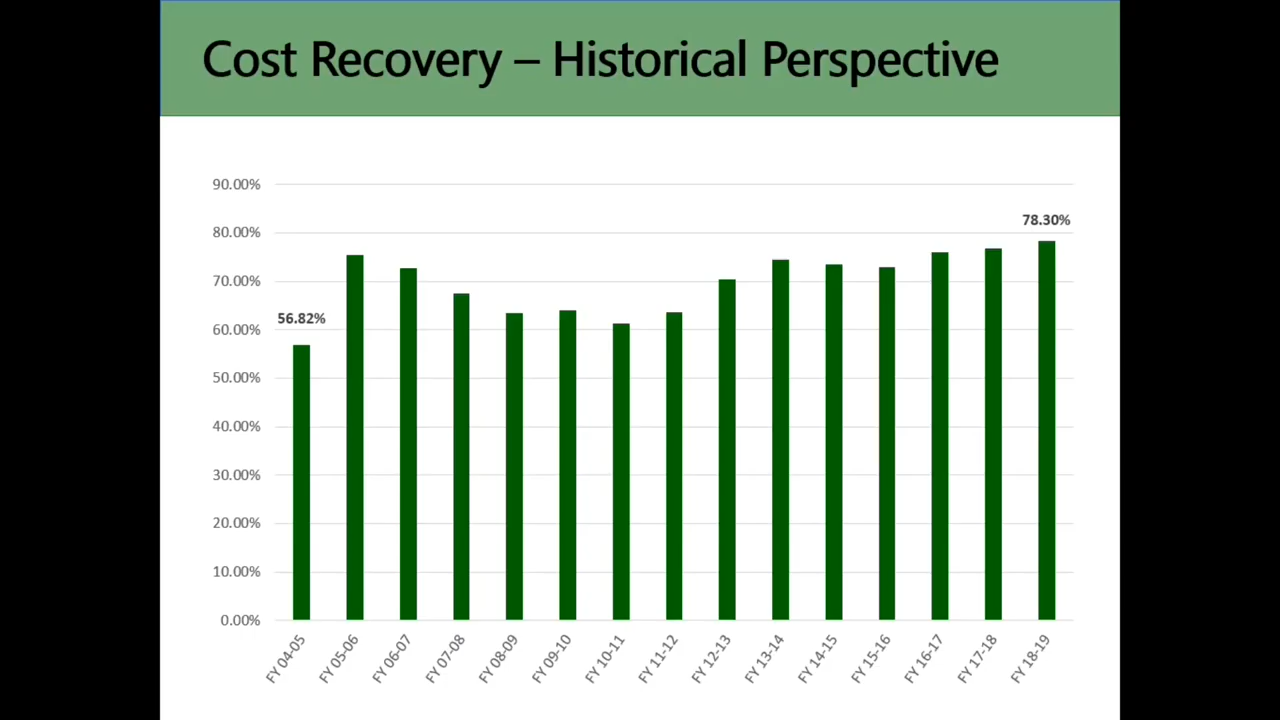 Cost Recovery – Historical Perspective
90.00%
80.00%
70.00%
60.00%
50.00%
40.00%
30.00%
20.00%
10.00%
0.00%
56.82%
78.30%
FY 04-05
FY 05-06
FY 06-07
FY 07-08
FY 08-09
FY 09-10
FY 10-11
FY 11-12
FY 12-13
FY 13-14
FY 14-15
FY 15-16
FY 16-17
FY 17-18
FY 18-19